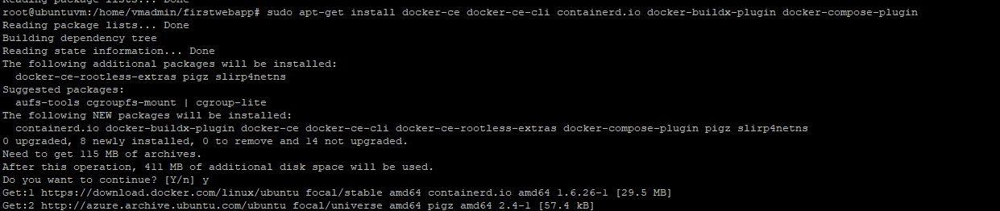 Reading package lists... Done
root@ubuntuvm:/home/vmadmin/firstwebapp# sudo apt-get install docker-ce docker-ce-cli containerd.io docker-buildx-plugin docker-compose-plugin
Reading package lists... Done
Building dependency tree
Reading state information... Done
The following additional packages will be installed:
  docker-ce-rootless-extras pigz slirp4netns
Suggested packages:
  aufs-tools cgroupfs-mount | cgroup-lite
The following NEW packages will be installed:
  containerd.io docker-buildx-plugin docker-ce docker-ce-cli docker-ce-rootless-extras docker-compose-plugin pigz slirp4netns
0 upgraded, 8 newly installed, 0 to remove and 14 not upgraded.
Need to get 115 MB of archives.
After this operation, 411 MB of additional disk space will be used.
Do you want to continue? [Y/n] y
Get:1 https://download.docker.com/linux/ubuntu focal/stable amd64 containerd.io amd64 1.6.26-1 [29.5 MB]
Get:2 http://azure.archive.ubuntu.com/ubuntu focal/universe amd64 pigz amd64 2.4-1 [57.4 kB]